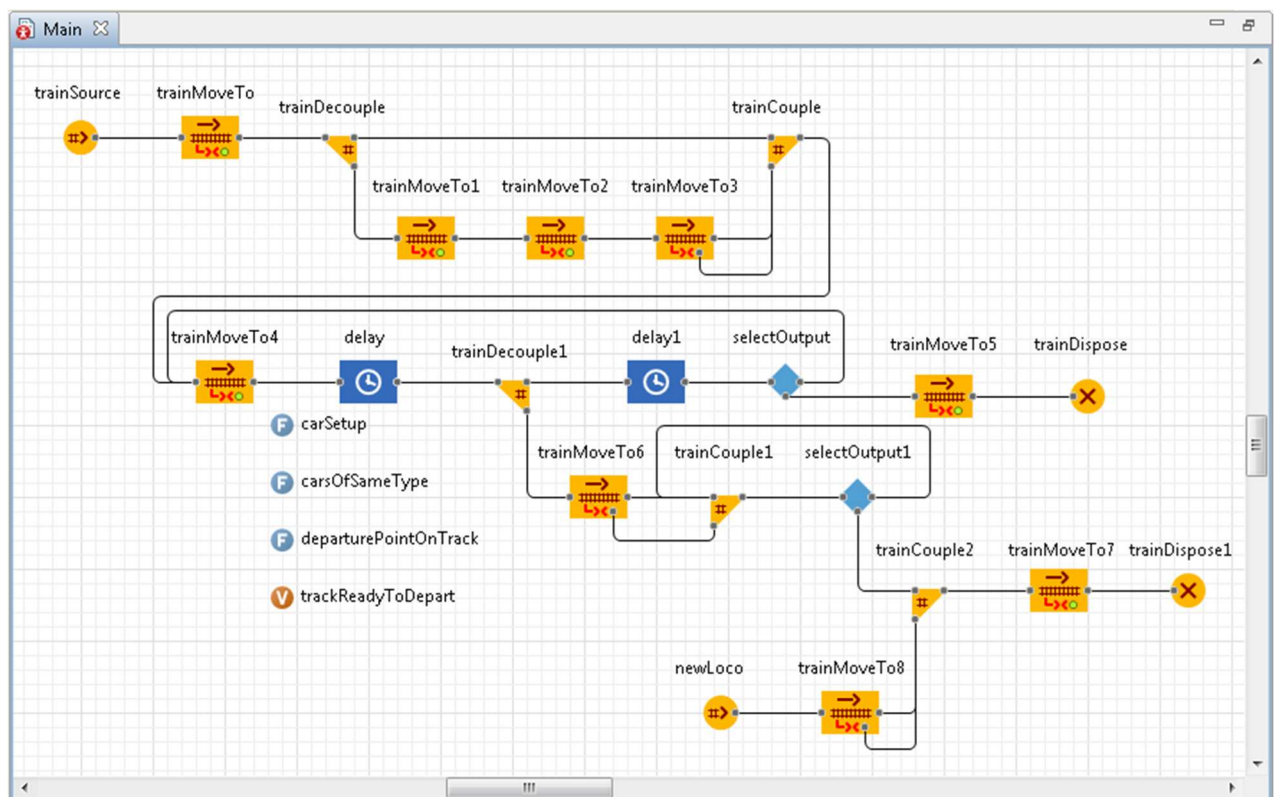 Main
trainSource
trainMoveTo
trainDecouple
trainCouple
trainMoveTo1
trainMoveTo2
trainMoveTo3
trainMoveTo4
delay
trainDecouple1
delay1
selectOutput
trainMoveTo5
trainDispose
F carSetup
trainMoveTo6
trainCouple1
selectOutput1
F carsOfSameType
F departurePointOnTrack
trainCouple2
trainMoveTo7
trainDispose1
V trackReadyToDepart
newLoco
trainMoveTo8